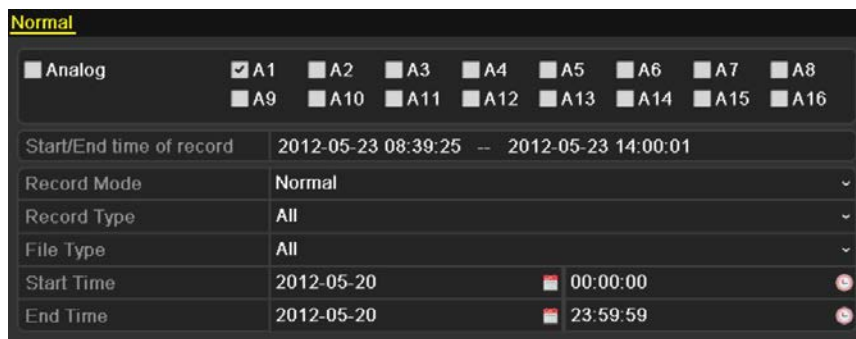 Normal
Analog A1 A2 A3 A4 A5 A6 A7 A8
A9 A10 A11 A12 A13 A14 A15 A16
Start/End time of record 2012-05-23 08:39:25 -- 2012-05-23 14:00:01
Record Mode Normal
Record Type All
File Type All
Start Time 2012-05-20 00:00:00
End Time 2012-05-20 23:59:59